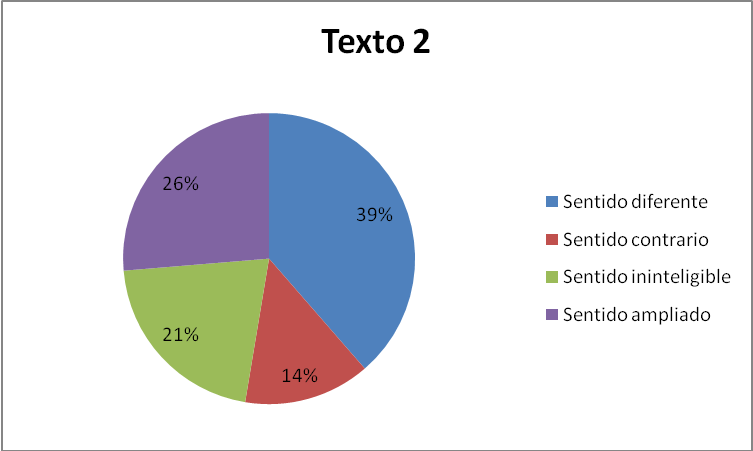 Texto 2
26%
39%
21%
14%
Sentido diferente
Sentido contrario
Sentido ininteligible
Sentido ampliado